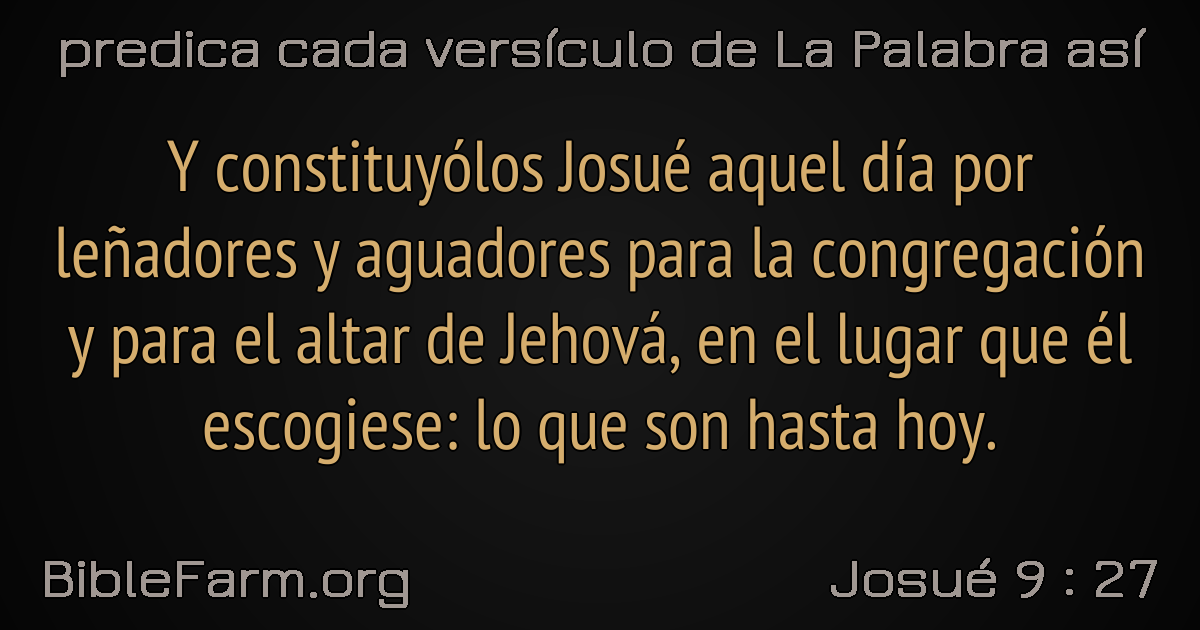 predica cada versículo de La Palabra así
Y constituyólos Josué aquel día por
leñadores y aguadores para la congregación
y para el altar de Jehová, en el lugar que él
escogiese: lo que son hasta hoy.
BibleFarm.org
Josué 9 : 27